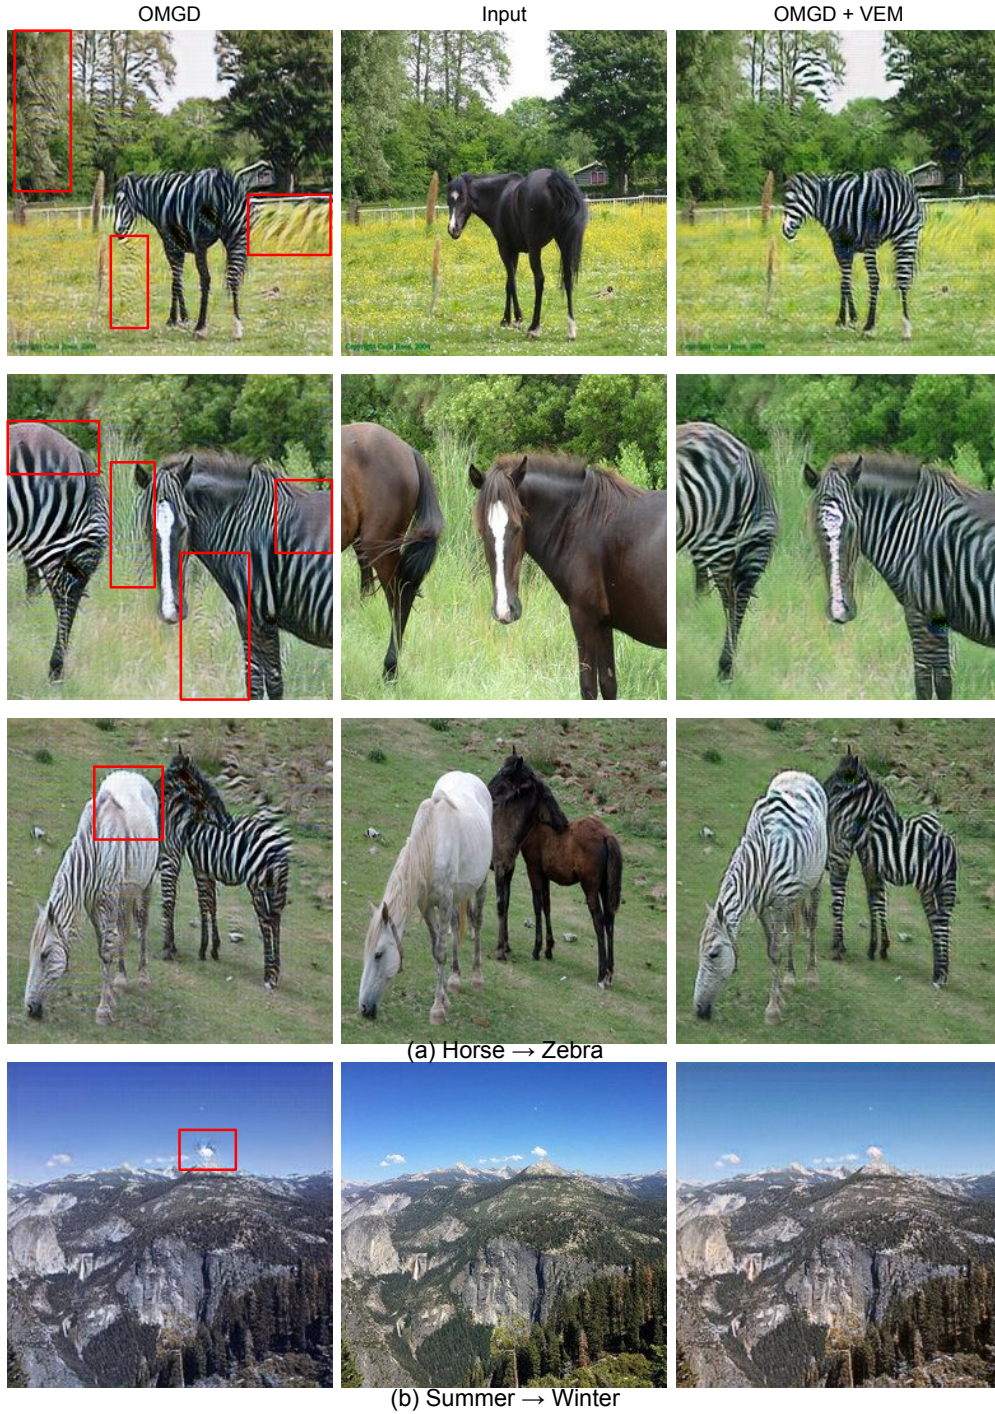 OMGD
Input
OMGD + VEM
(a) Horse → Zebra
(b) Summer → Winter